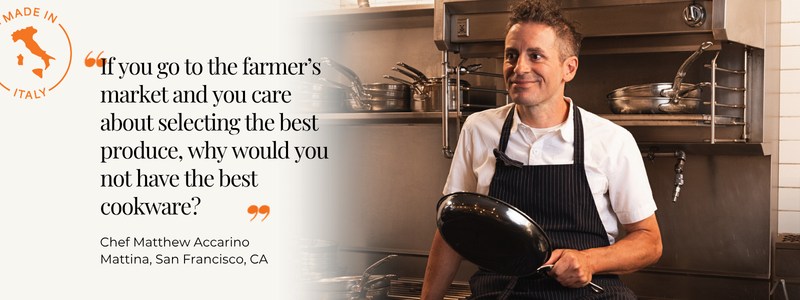 MADE IN
ITALY
“If you go to the farmer’s
market and you care
about selecting the best
produce, why would you
not have the best
cookware?”
Chef Matthew Accarino
Mattina, San Francisco, CA